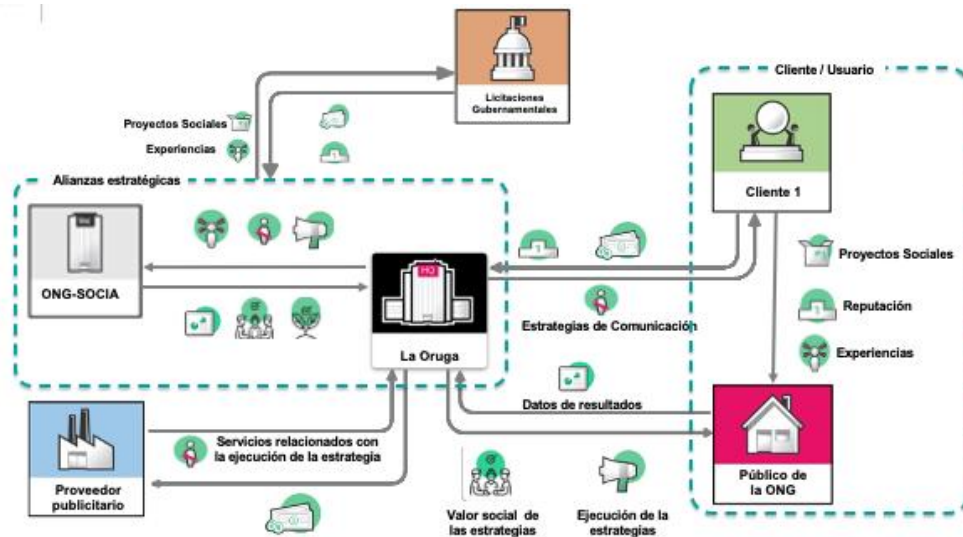 Licitaciones
Gubernamentales
Cliente / Usuario
Proyectos Sociales
Experiencias
Alianzas estratégicas
Cliente 1
ONG-SOCIA
HQ
La Oruga
Estrategias de Comunicación
Proyectos Sociales
Reputación
Experiencias
Datos de resultados
Servicios relacionados con
la ejecución de la estrategia
Proveedor
publicitario
Valor social de
las estrategias
Ejecución de la
estrategias
Público de
la ONG